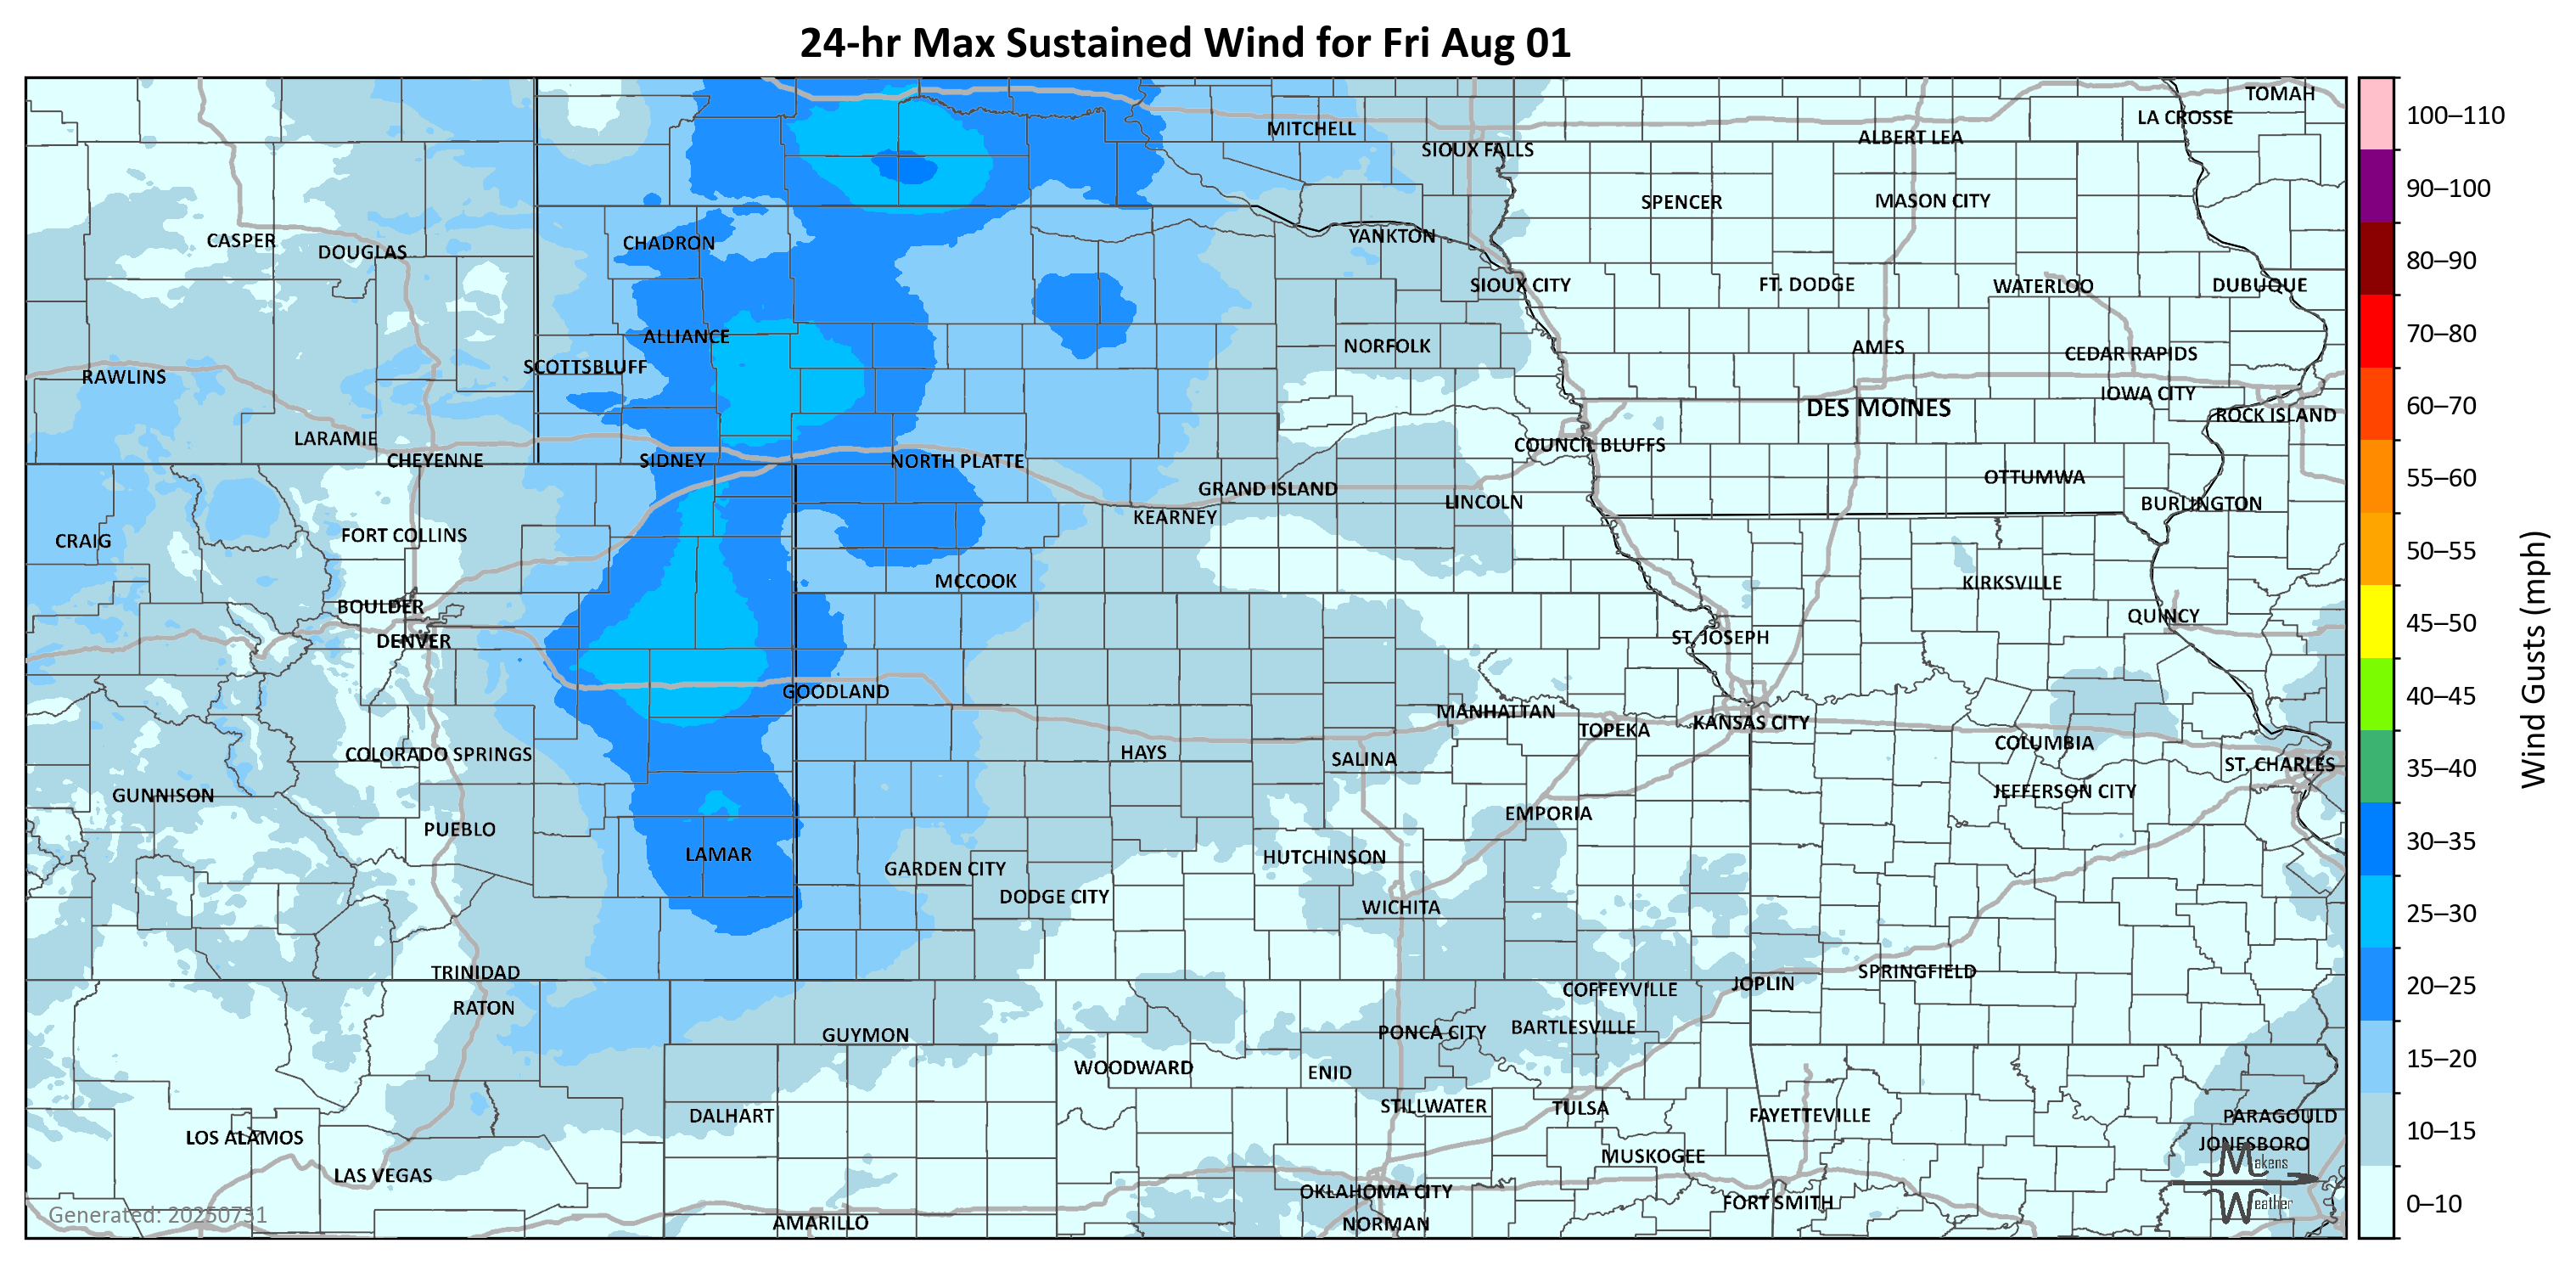 24-hr Max Sustained Wind for Fri Aug 01
TOMAH
LA CROSSE
MITCHELL
ALBERT LEA
SIOUX FALLS
SPENCER
MASON CITY
CASPER
DOUGLAS
CHADRON
YANKTON
SIOUX CITY
FT. DODGE
WATERLOO
DUBUQUE
ALLIANCE
NORFOLK
AMES
CEDAR RAPIDS
SCOTTSBLUFF
RAWLINS
IOWA CITY
DES MOINES
ROCK ISLAND
LARAMIE
COUNCIL BLUFFS
CHEYENNE
SIDNEY
NORTH PLATTE
OTTUMWA
GRAND ISLAND
LINCOLN
BURLINGTON
KEARNEY
CRAIG
FORT COLLINS
MCCOOK
KIRKSVILLE
BOULDER
QUINCY
DENVER
ST. JOSEPH
GOODLAND
MANHATTAN
TOPEKA
KANSAS CITY
COLUMBIA
COLORADO SPRINGS
HAYS
SALINA
ST. CHARLES
GUNNISON
JEFFERSON CITY
EMPORIA
PUEBLO
LAMAR
HUTCHINSON
GARDEN CITY
DODGE CITY
WICHITA
TRINIDAD
SPRINGFIELD
JOPLIN
COFFEYVILLE
RATON
GUYMON
PONCA CITY
BARTLESVILLE
WOODWARD
ENID
STILLWATER
TULSA
DALHART
FAYETTEVILLE
PARAGOULD
LOS ALAMOS
JONESBORO
MUSKOGEE
LAS VEGAS
OKLAHOMA CITY
FORT SMITH
AMARILLO
NORMAN
Generated: 20250731
Makens
Weather
100–110
90–100
80–90
70–80
60–70
55–60
50–55
45–50
40–45
35–40
30–35
25–30
20–25
15–20
10–15
0–10
Wind Gusts (mph)